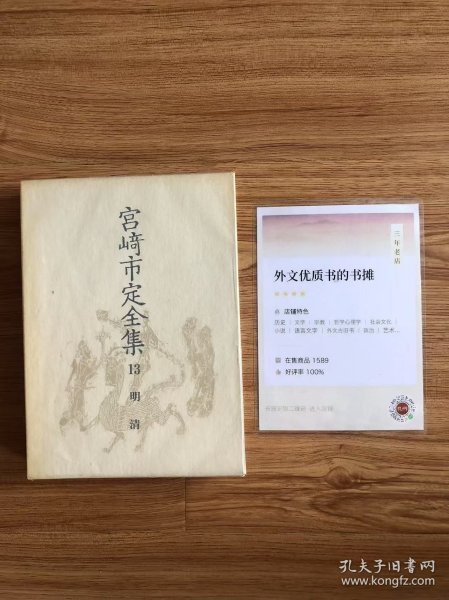 宮﨑市定全集
13
明
清
三年老店
外文优质书的书摊
店铺特色
历史 | 文学 | 宗教 | 哲学心理学 | 社会文化 |
小说 | 语言文字 | 外文古旧书 | 政治 | 艺术...
在售商品 1589
好评率 100%
孔夫子旧书网
www.kongfz.com